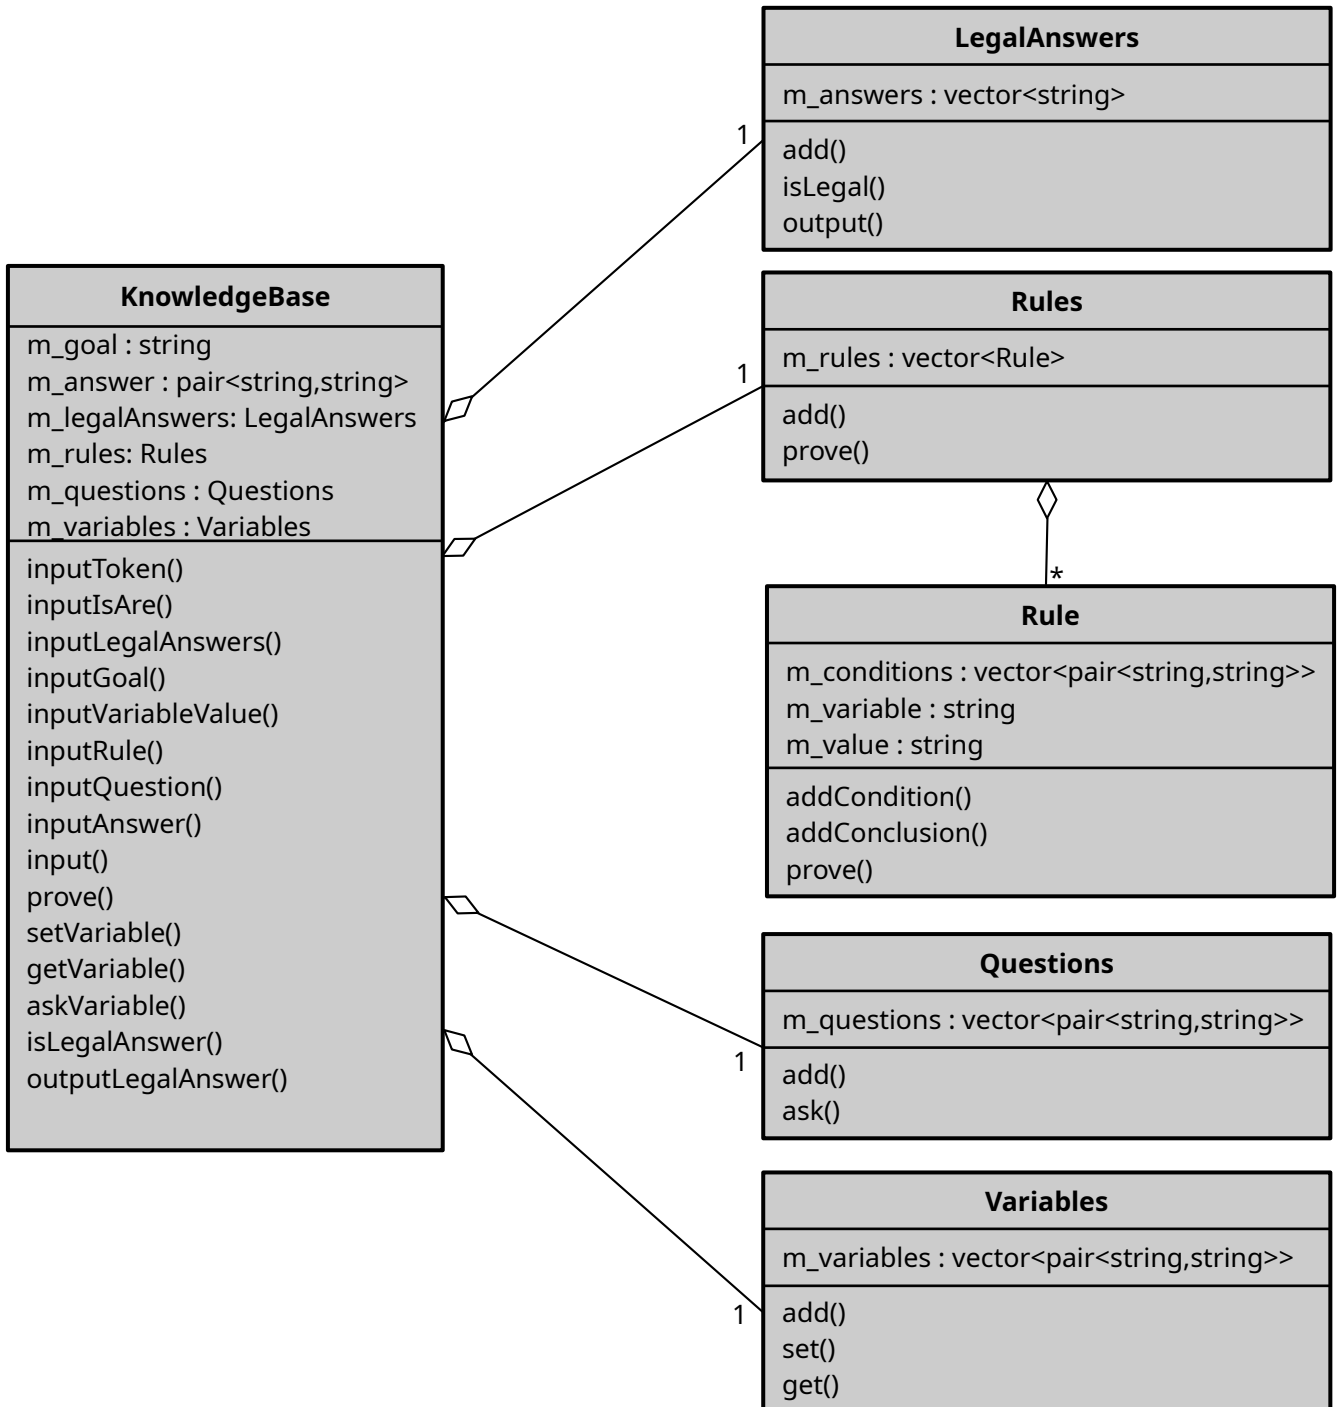 LegalAnswers
m_answers : vector<string>
add()
isLegal()
output()
1
KnowledgeBase
m_goal : string
m_answer : pair<string,string>
m_legalAnswers: LegalAnswers
m_rules: Rules
m_questions : Questions
m_variables : Variables
inputToken()
inputIsAre()
inputLegalAnswers()
inputGoal()
inputVariableValue()
inputRule()
inputQuestion()
inputAnswer()
input()
prove()
setVariable()
getVariable()
askVariable()
isLegalAnswer()
outputLegalAnswer()
Rules
m_rules : vector<Rule>
add()
prove()
1
*
Rule
m_conditions : vector<pair<string,string>>
m_variable : string
m_value : string
addCondition()
addConclusion()
prove()
Questions
m_questions : vector<pair<string,string>>
add()
ask()
1
Variables
m_variables : vector<pair<string,string>>
add()
set()
get()
1